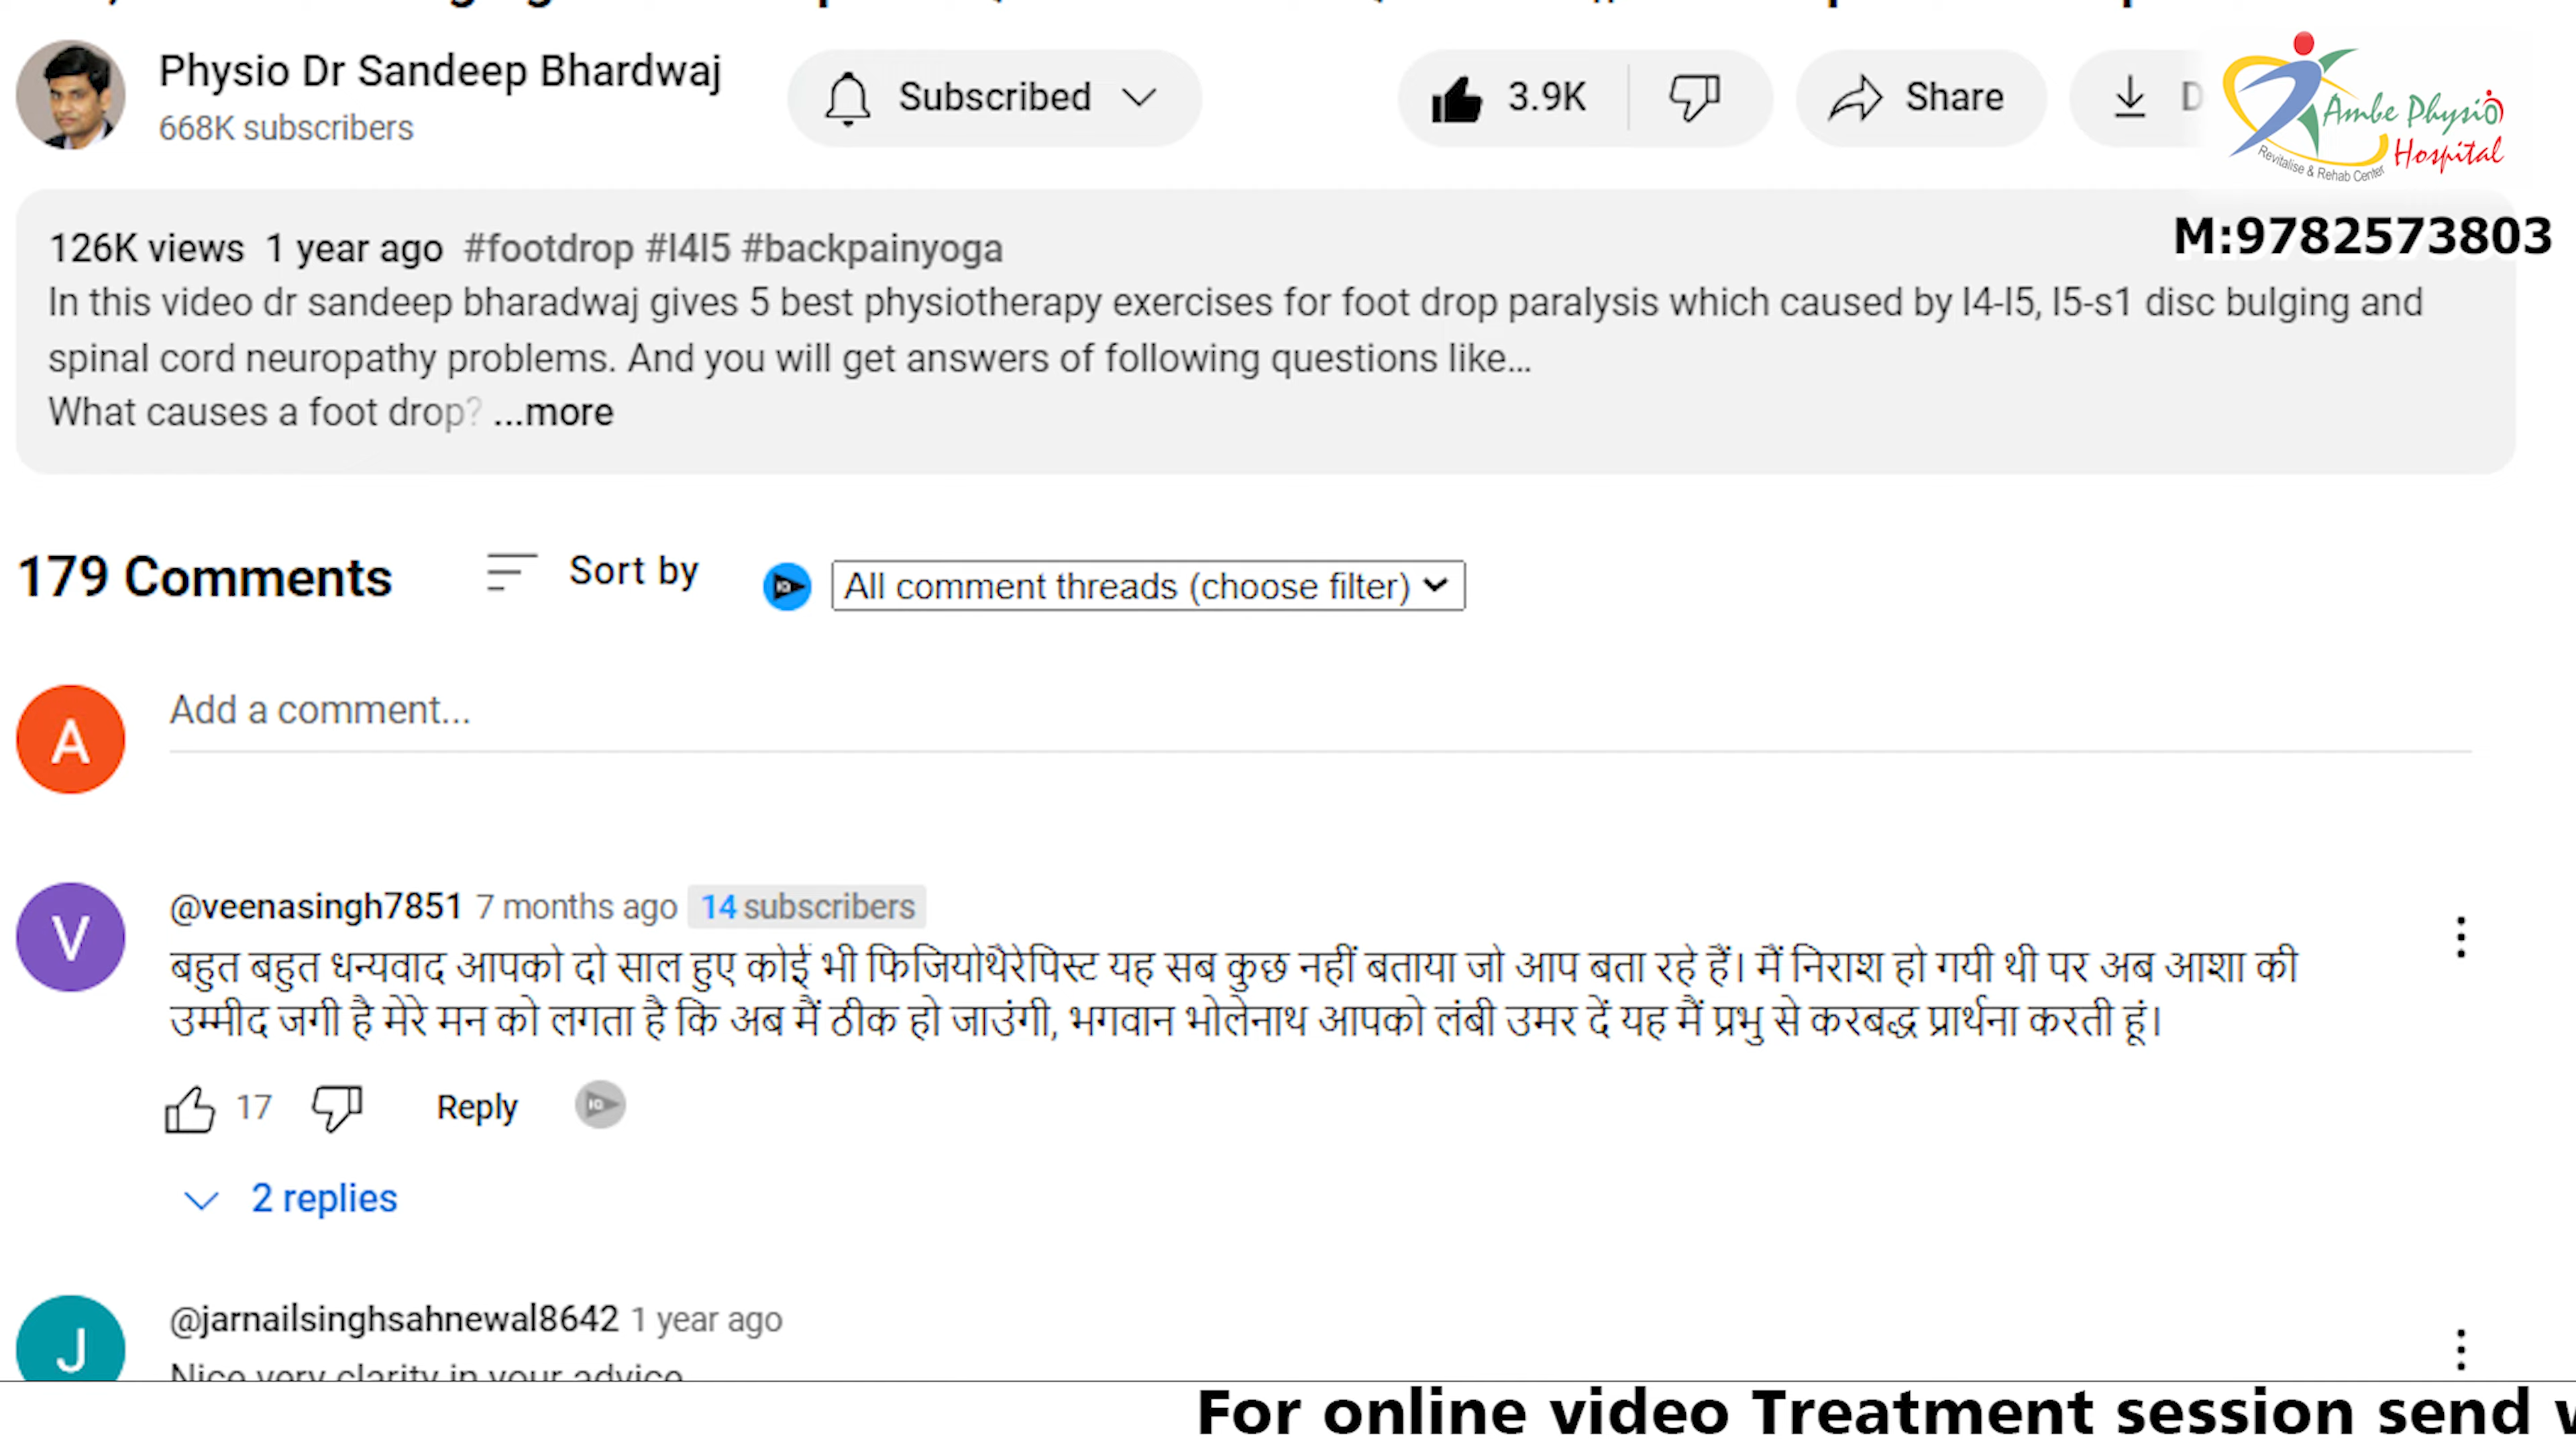 Physio Dr Sandeep Bhardwaj
668K subscribers
Subscribed
3.9K
Share
D
Ambe Physio
Hospital
Revitalise & Rehab Center
M:9782573803
126K views 1 year ago #footdrop #l4l5 #backpainyoga
In this video dr sandeep bharadwaj gives 5 best physiotherapy exercises for foot drop paralysis which caused by l4-l5, l5-s1 disc bulging and
spinal cord neuropathy problems. And you will get answers of following questions like...
What causes a foot drop? ...more
179 Comments
Sort by
All comment threads (choose filter)
A
Add a comment...
V
@veenasingh7851 7 months ago 14 subscribers
बहुत बहुत धन्यवाद आपको दो साल हुए कोई भी फिजियोथैरेपिस्ट यह सब कुछ नहीं बताया जो आप बता रहे हैं। मैं निराश हो गयी थी पर अब आशा की
उम्मीद जगी है मेरे मन को लगता है कि अब मैं ठीक हो जाउंगी, भगवान भोलेनाथ आपको लंबी उमर दें यह मैं प्रभु से करबद्ध प्रार्थना करती हूं।
17
Reply
2 replies
J
@jarnailsinghsahnewal8642 1 year ago
Nice very clarity in your advice
For online video Treatment session send